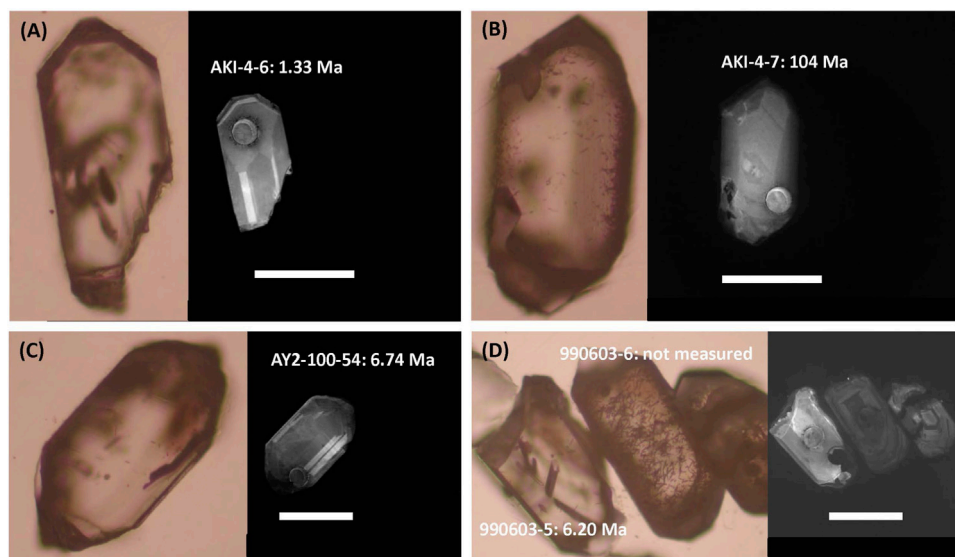 (A)
AKI-4-6: 1.33 Ma
(B)
AKI-4-7: 104 Ma
(C)
AY2-100-54: 6.74 Ma
(D)
990603-6: not measured
990603-5: 6.20 Ma